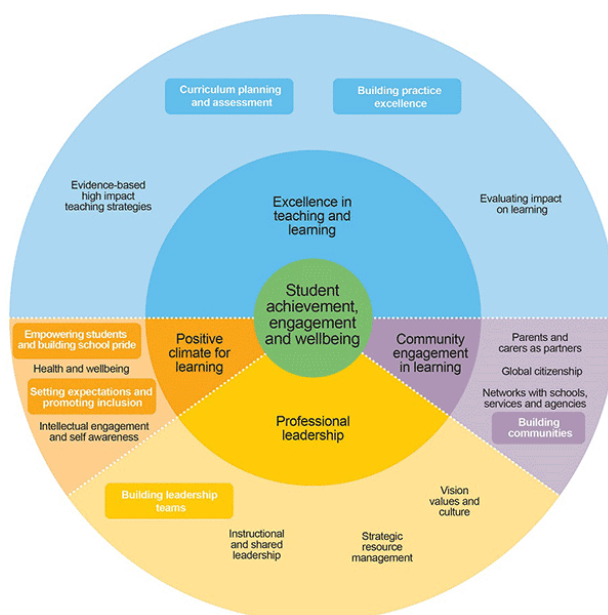 Curriculum planning
and assessment
Building practice
excellence
Evidence-based
high impact
teaching strategies
Excellence in
teaching and
learning
Evaluating impact
on learning
Student
achievement,
engagement
and wellbeing
Empowering students
and building school pride
Health and wellbeing
Setting expectations and
promoting inclusion
Intellectual engagement
and self awareness
Positive
climate for
learning
Community
engagement
in learning
Parents and
carers as partners
Global citizenship
Networks with schools,
services and agencies
Building
communities
Professional
leadership
Building leadership
teams
Instructional
and shared
leadership
Strategic
resource
management
Vision
values and
culture